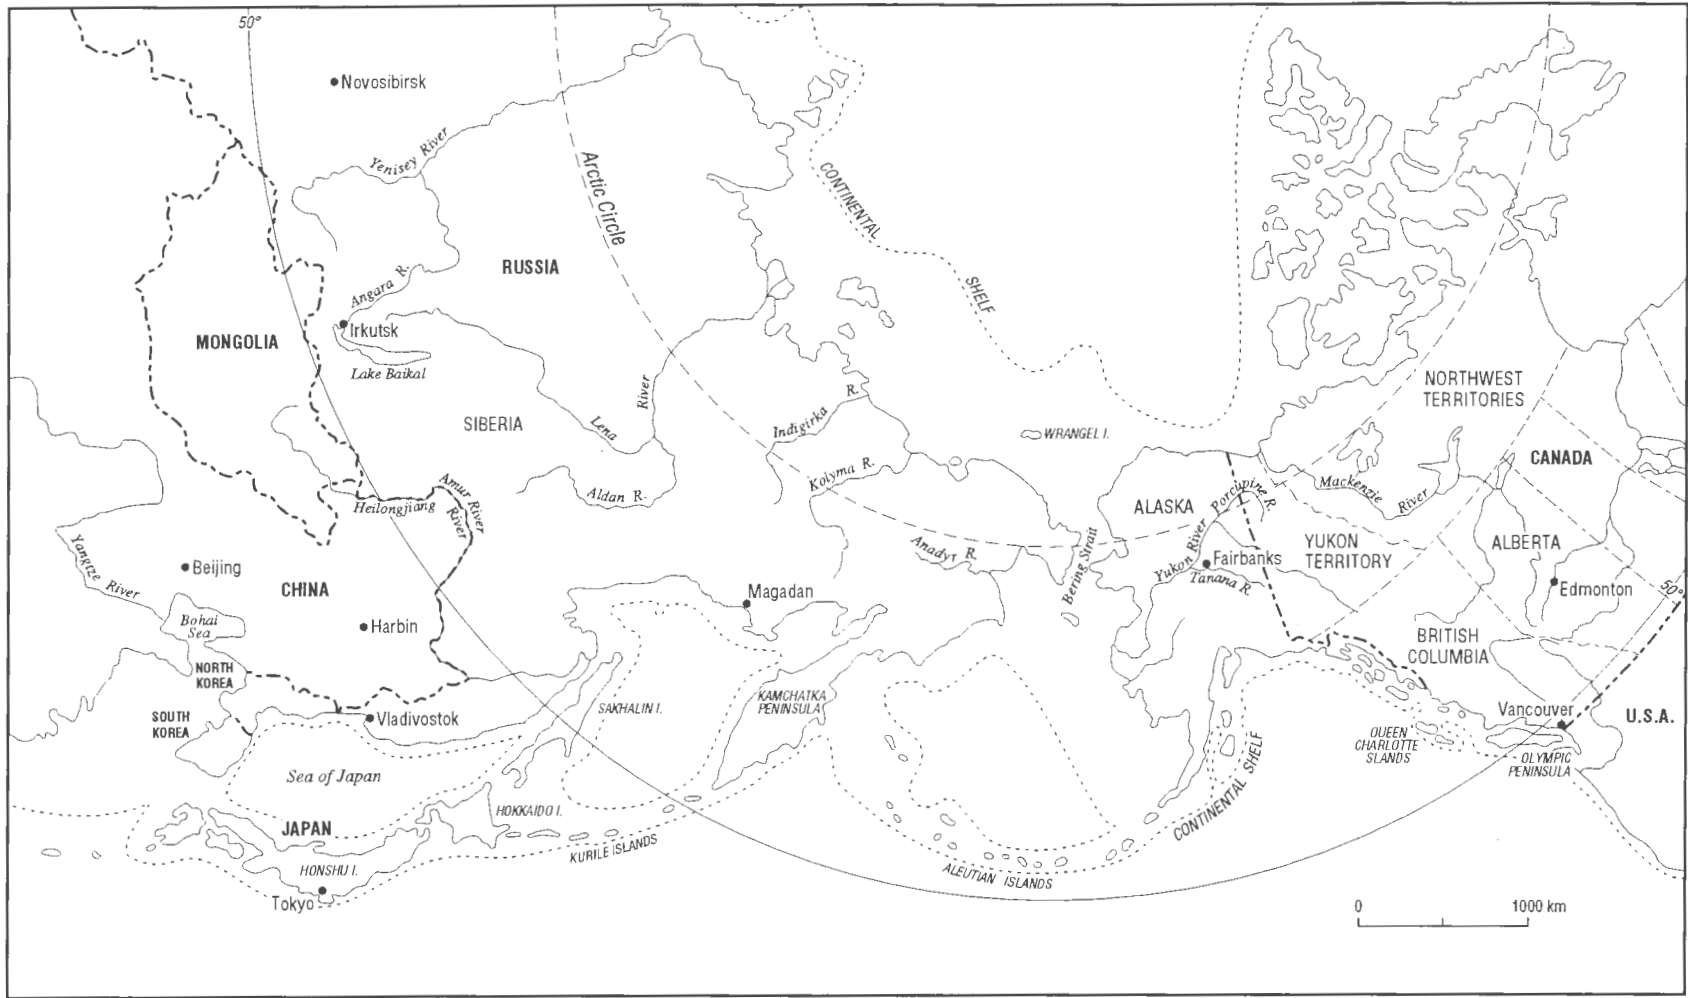 50°
Novosibirsk
Yenisey River
Arctic Circle
CONTINENTAL
SHELF
RUSSIA
Angara R.
Irkutsk
Lake Baikal
MONGOLIA
SIBERIA
Lena
River
Indigirka R.
Kolyma R.
Aldan R.
WRANGEL I.
NORTHWEST
TERRITORIES
CANADA
Amur River
Heilongjiang
River
ALASKA
Porcupine R.
Mackenzie
River
Yangtze River
Beijing
CHINA
Anadyr R.
Bering Strait
Yukon River
Fairbanks
Tanana R
YUKON
TERRITORY
ALBERTA
Edmonton
50°
Magadan
Bohai
Sea
Harbin
BRITISH
COLUMBIA
NORTH
KOREA
SOUTH
KOREA
Vladivostok
SAKHALIN I.
KAMCHATKA
PENINSULA
Vancouver
U.S.A.
QUEEN
CHARLOTTE
SLANDS
OLYMPIC
PENINSULA
Sea of Japan
CONTINENTAL SHELF
HOKKAIDO I.
JAPAN
KURILE ISLANDS
HONSHU I.
ALEUTIAN ISLANDS
Tokyo
0 1000 km